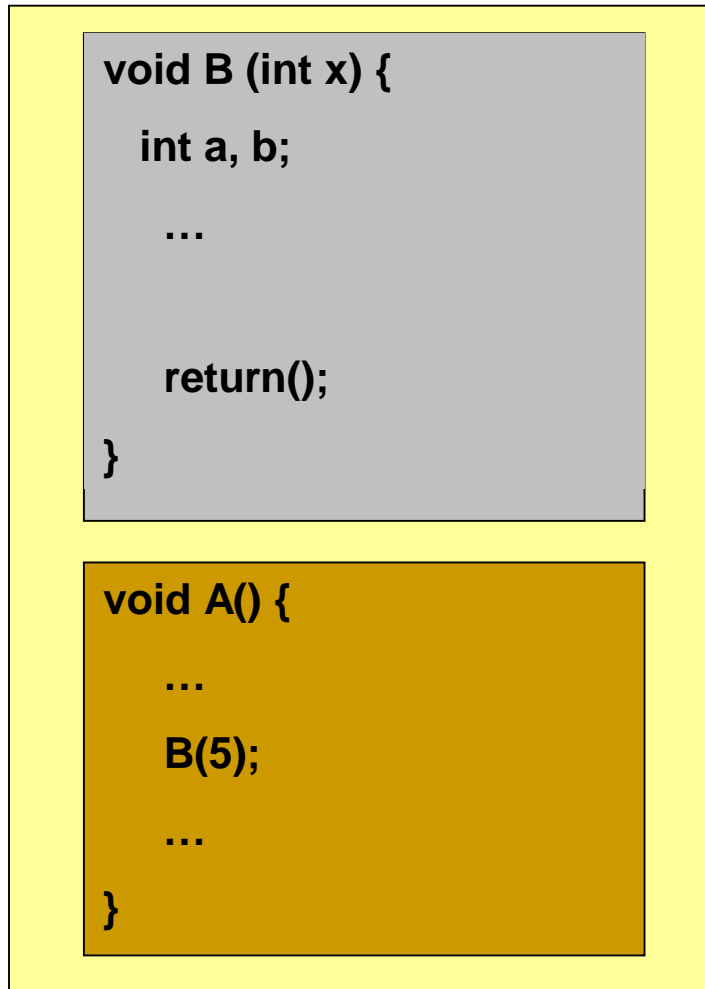 void B (int x) {
int a, b;
…
return();
}
void A() {
…
B(5);
…
}